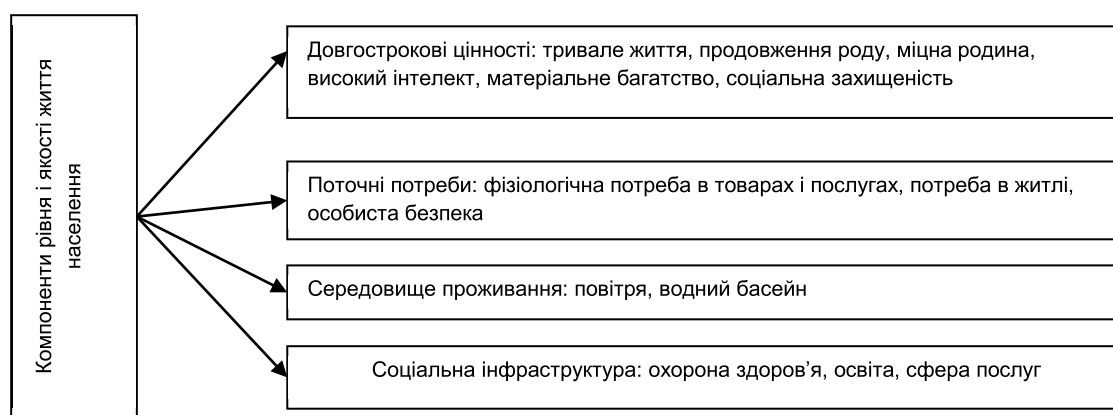 Компоненти рівня і якості життя
населення
Довгострокові цінності: тривале життя, продовження роду, міцна родина,
високий інтелект, матеріальне багатство, соціальна захищеність
Поточні потреби: фізіологічна потреба в товарах і послугах, потреба в житлі,
особиста безпека
Середовище проживання: повітря, водний басейн
Соціальна інфраструктура: охорона здоров’я, освіта, сфера послуг